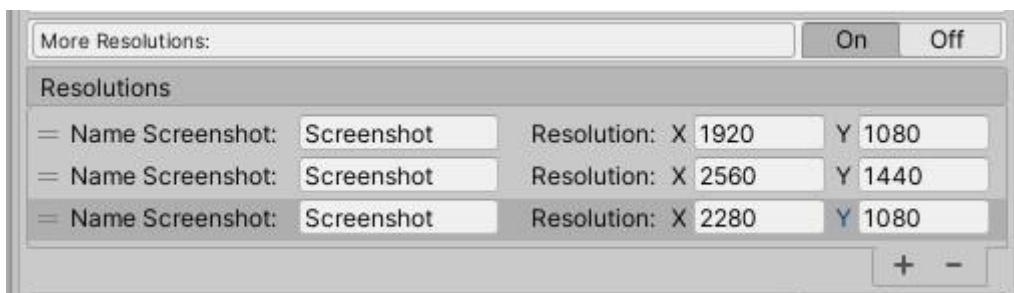 More Resolutions: On Off
Resolutions
= Name Screenshot: Screenshot Resolution: X 1920 Y 1080
= Name Screenshot: Screenshot Resolution: X 2560 Y 1440
= Name Screenshot: Screenshot Resolution: X 2280 Y 1080
+ −